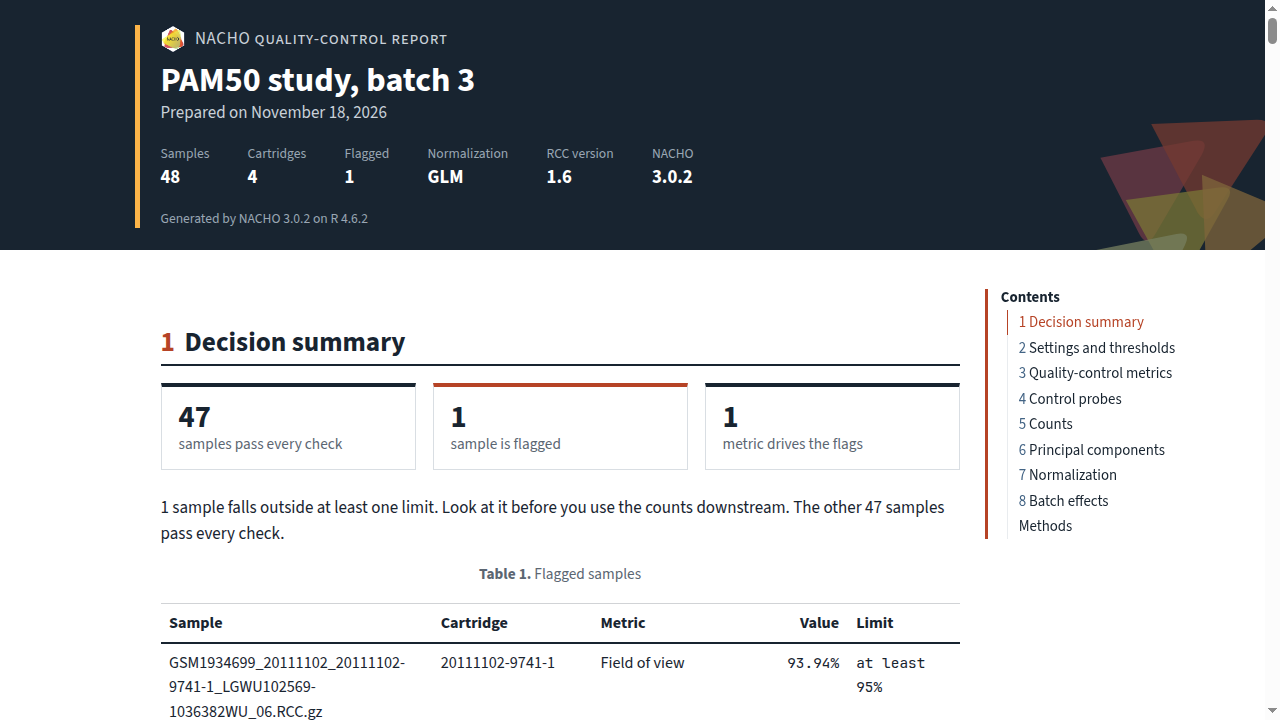 NACHO QUALITY-CONTROL REPORT
PAM50 study, batch 3
Prepared on November 18, 2026
Samples Cartridges Flagged Normalization RCC version NACHO
48 4 1 GLM 1.6 3.0.2
Generated by NACHO 3.0.2 on R 4.6.2
Contents
1 Decision summary
2 Settings and thresholds
3 Quality-control metrics
4 Control probes
5 Counts
6 Principal components
7 Normalization
8 Batch effects
Methods
1 Decision summary
47
samples pass every check
1
sample is flagged
1
metric drives the flags
1 sample falls outside at least one limit. Look at it before you use the counts downstream. The other 47 samples
pass every check.
Table 1. Flagged samples
Sample Cartridge Metric Value Limit
GSM1934699_20111102_20111102- 20111102-9741-1 Field of view 93.94% at least
9741-1_LGWU102569- 95%
1036382WU_06.RCC.gz